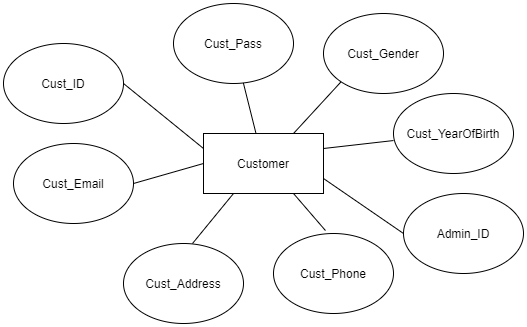 Cust_Pass
Cust_Gender
Cust_ID
Cust_YearOfBirth
Customer
Cust_Email
Admin_ID
Cust_Phone
Cust_Address